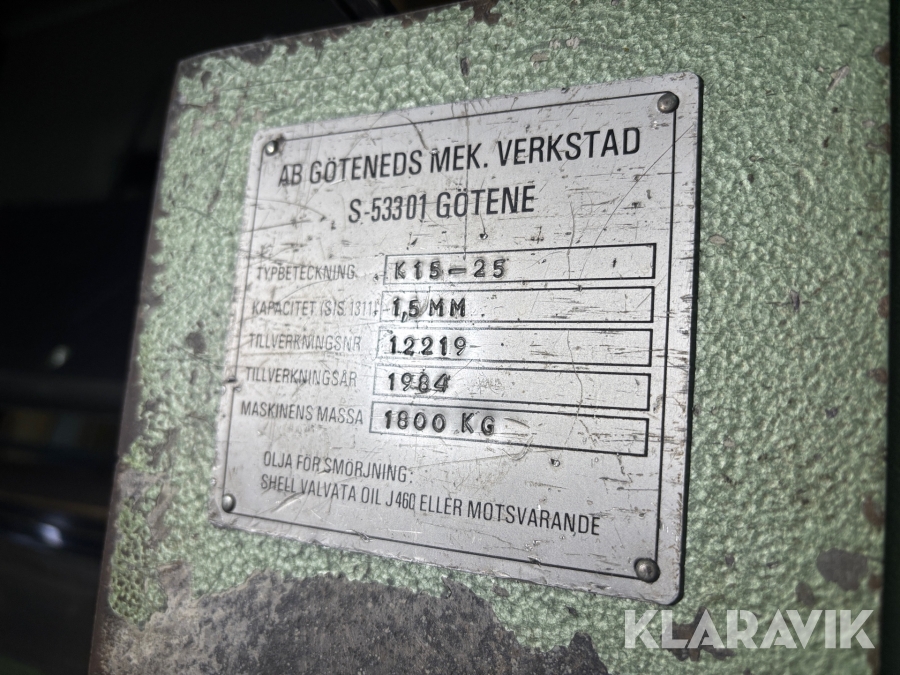 AB GÖTENEDS MEK. VERKSTAD
S-53301 GÖTENE
TYPBETECKNING K15-25
KAPACITET (S/S. 1311) 1,5 MM
TILLVERKNINGSNR 12219
TILLVERKNINGSÅR 1984
MASKINENS MASSA 1800 KG
OLJA FÖR SMÖRJNING:
SHELL VALVATA OIL J460 ELLER MOTSVARANDE
KLARAVIK